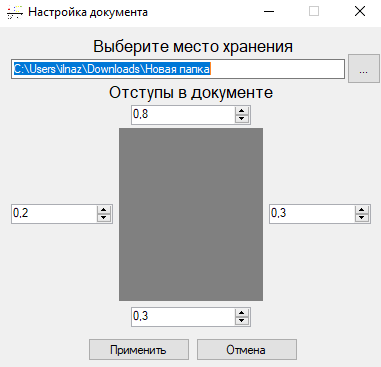 Настройка документа
Выберите место хранения
C:\Users\ilnaz\Downloads\Новая папка
...
Отступы в документе
0,8
0,2
0,3
0,3
Применить
Отмена